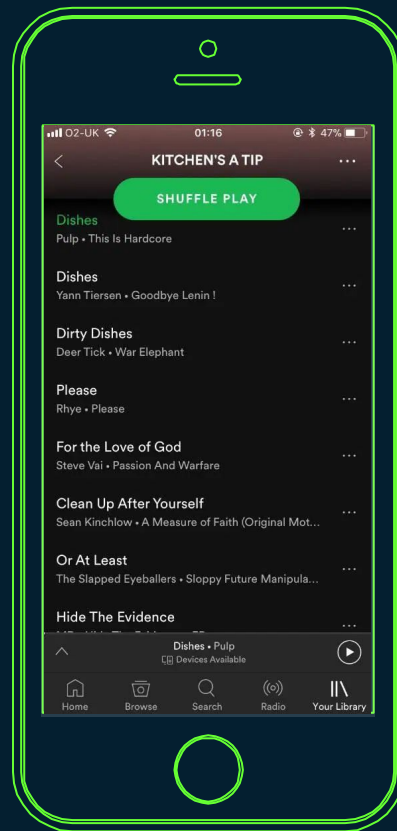 O2-UK 01:16 47%
KITCHEN'S A TIP ...
SHUFFLE PLAY
Dishes
Pulp • This Is Hardcore
Dishes
Yann Tiersen • Goodbye Lenin !
Dirty Dishes
Deer Tick • War Elephant
Please
Rhye • Please
For the Love of God
Steve Vai • Passion And Warfare
Clean Up After Yourself
Sean Kinchlow • A Measure of Faith (Original Mot...
Or At Least
The Slapped Eyeballers • Sloppy Future Manipula...
Hide The Evidence
Dishes • Pulp
Devices Available
Home Browse Search Radio Your Library